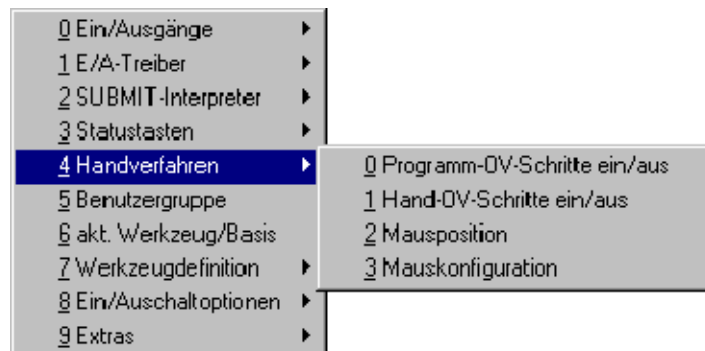 0 Ein/Ausgänge
1 E/A-Treiber
2 SUBMIT-Interpreter
3 Statustasten
4 Handverfahren
5 Benutzergruppe
6 akt. Werkzeug/Basis
7 Werkzeugdefinition
8 Ein/Auschaltoptionen
9 Extras
0 Programm-OV-Schritte ein/aus
1 Hand-OV-Schritte ein/aus
2 Mausposition
3 Mauskonfiguration